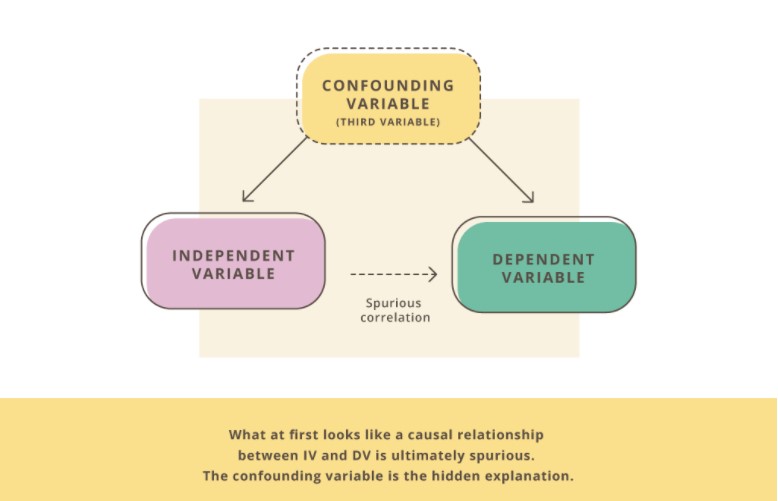 CONFOUNDING
VARIABLE
(THIRD VARIABLE)
INDEPENDENT
VARIABLE
DEPENDENT
VARIABLE
Spurious
correlation
What at first looks like a causal relationship
between IV and DV is ultimately spurious.
The confounding variable is the hidden explanation.